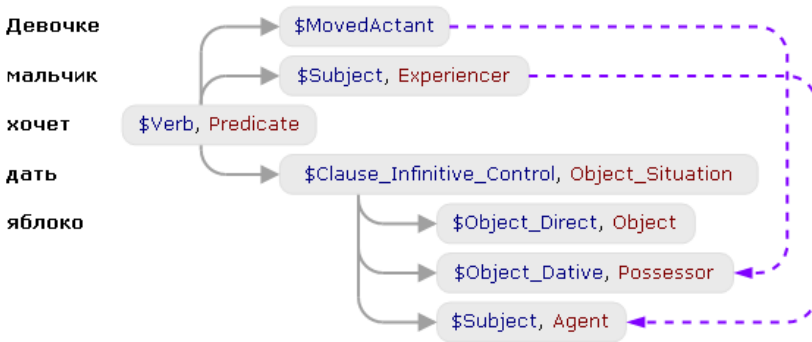 Девочке $MovedActant
мальчик $Subject, Experiencer
хочет $Verb, Predicate
дать $Clause_Infinitive_Control, Object_Situation
яблоко $Object_Direct, Object
$Object_Dative, Possessor
$Subject, Agent